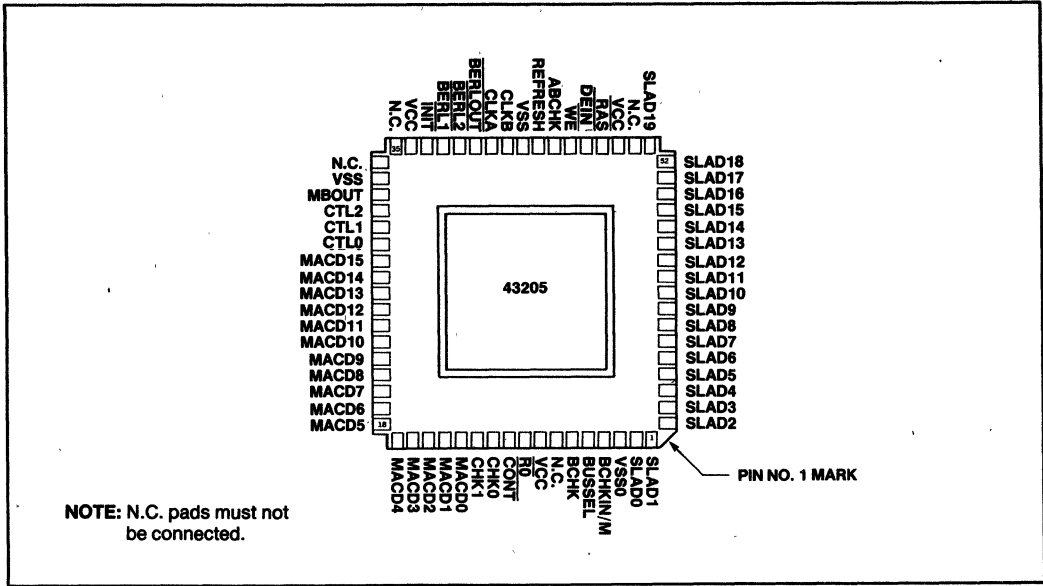 N.C.
VCC
INIT
BERL1
BERL2
BERLOUT
CLKA
CLKB
VSS
REFRESH
ABCHK
WE
DEIN
RAS
VCC
N.C.
SLAD19
35
52
N.C.
VSS
MBOUT
CTL2
CTL1
CTL0
MACD15
MACD14
MACD13
MACD12
MACD11
MACD10
MACD9
MACD8
MACD7
MACD6
MACD5
18
43205
SLAD18
SLAD17
SLAD16
SLAD15
SLAD14
SLAD13
SLAD12
SLAD11
SLAD10
SLAD9
SLAD8
SLAD7
SLAD6
SLAD5
SLAD4
SLAD3
SLAD2
1
MACD4
MACD3
MACD2
MACD1
MACD0
CHK1
CHK0
CONT
R0
VCC
N.C.
BCHK
BUSSEL
BCHKIN/M
VSS0
SLAD0
SLAD1
PIN NO. 1 MARK
NOTE: N.C. pads must not
be connected.